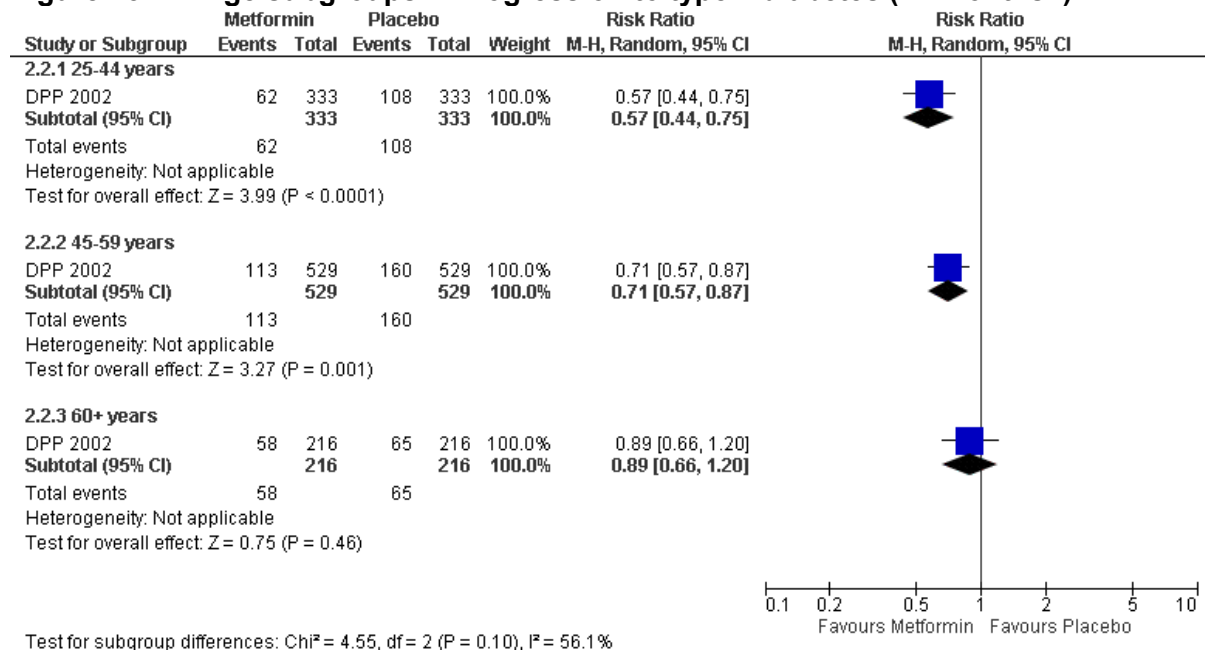 Metformin Placebo Risk Ratio Risk Ratio
Study or Subgroup Events Total Events Total Weight M-H, Random, 95% CI M-H, Random, 95% CI
2.2.1 25-44 years
DPP 2002 62 333 108 333 100.0% 0.57 [0.44, 0.75]
Subtotal (95% CI) 333 333 100.0% 0.57 [0.44, 0.75]
Total events 62 108
Heterogeneity: Not applicable
Test for overall effect: Z = 3.99 (P < 0.0001)
2.2.2 45-59 years
DPP 2002 113 529 160 529 100.0% 0.71 [0.57, 0.87]
Subtotal (95% CI) 529 529 100.0% 0.71 [0.57, 0.87]
Total events 113 160
Heterogeneity: Not applicable
Test for overall effect: Z = 3.27 (P = 0.001)
2.2.3 60+ years
DPP 2002 58 216 65 216 100.0% 0.89 [0.66, 1.20]
Subtotal (95% CI) 216 216 100.0% 0.89 [0.66, 1.20]
Total events 58 65
Heterogeneity: Not applicable
Test for overall effect: Z = 0.75 (P = 0.46)
0.1 0.2 0.5 1 2 5 10
Favours Metformin Favours Placebo
Test for subgroup differences: Chi² = 4.55, df = 2 (P = 0.10), I² = 56.1%